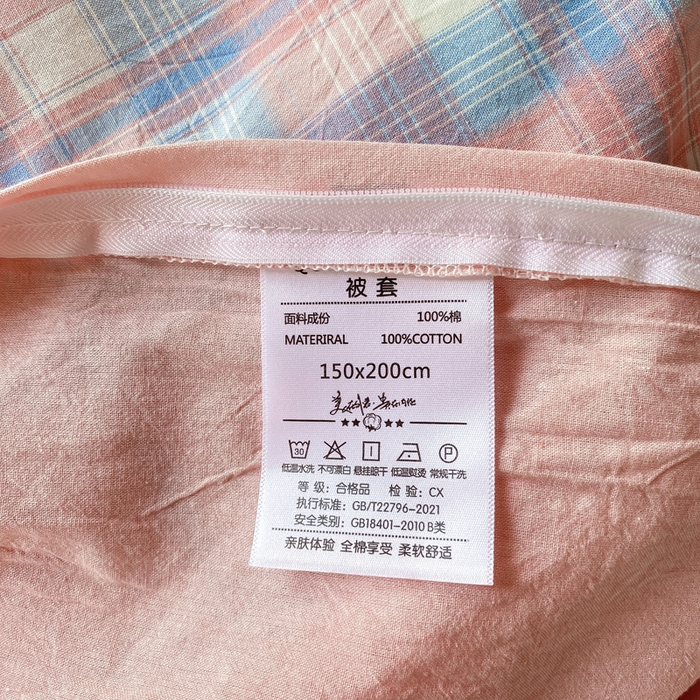 被套
面料成份 100%棉
MATERIRAL 100%COTTON
150x200cm
30 P
低温水洗 不可漂白 悬挂晾干 低温熨烫 常规干洗
等 级：合格品 检 验：CX
执行标准：GB/T22796-2021
安全类别：GB18401-2010 B类
亲肤体验 全棉享受 柔软舒适